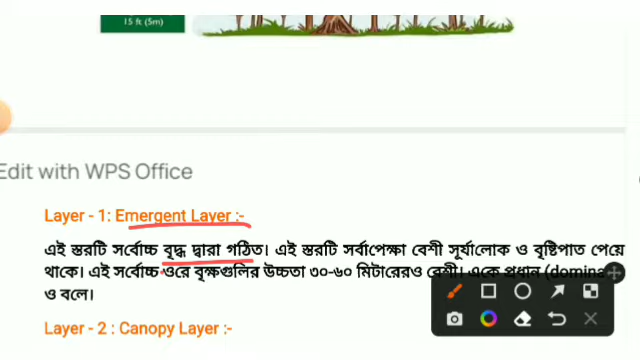 15 ft (5m)
Edit with WPS Office
Layer - 1: Emergent Layer :-
এই স্তরটি সর্বোচ্চ বৃদ্ধ দ্বারা গঠিত। এই স্তরটি সর্বাপেক্ষা বেশী সূর্যালোক ও বৃষ্টিপাত পেয়ে
থাকে। এই সর্বোচ্চ স্তরে বৃক্ষগুলির উচ্চতা ৩০-৬০ মিটারেরও বেশী। একে প্রধান
ও বলে।
Layer - 2 : Canopy Layer :-